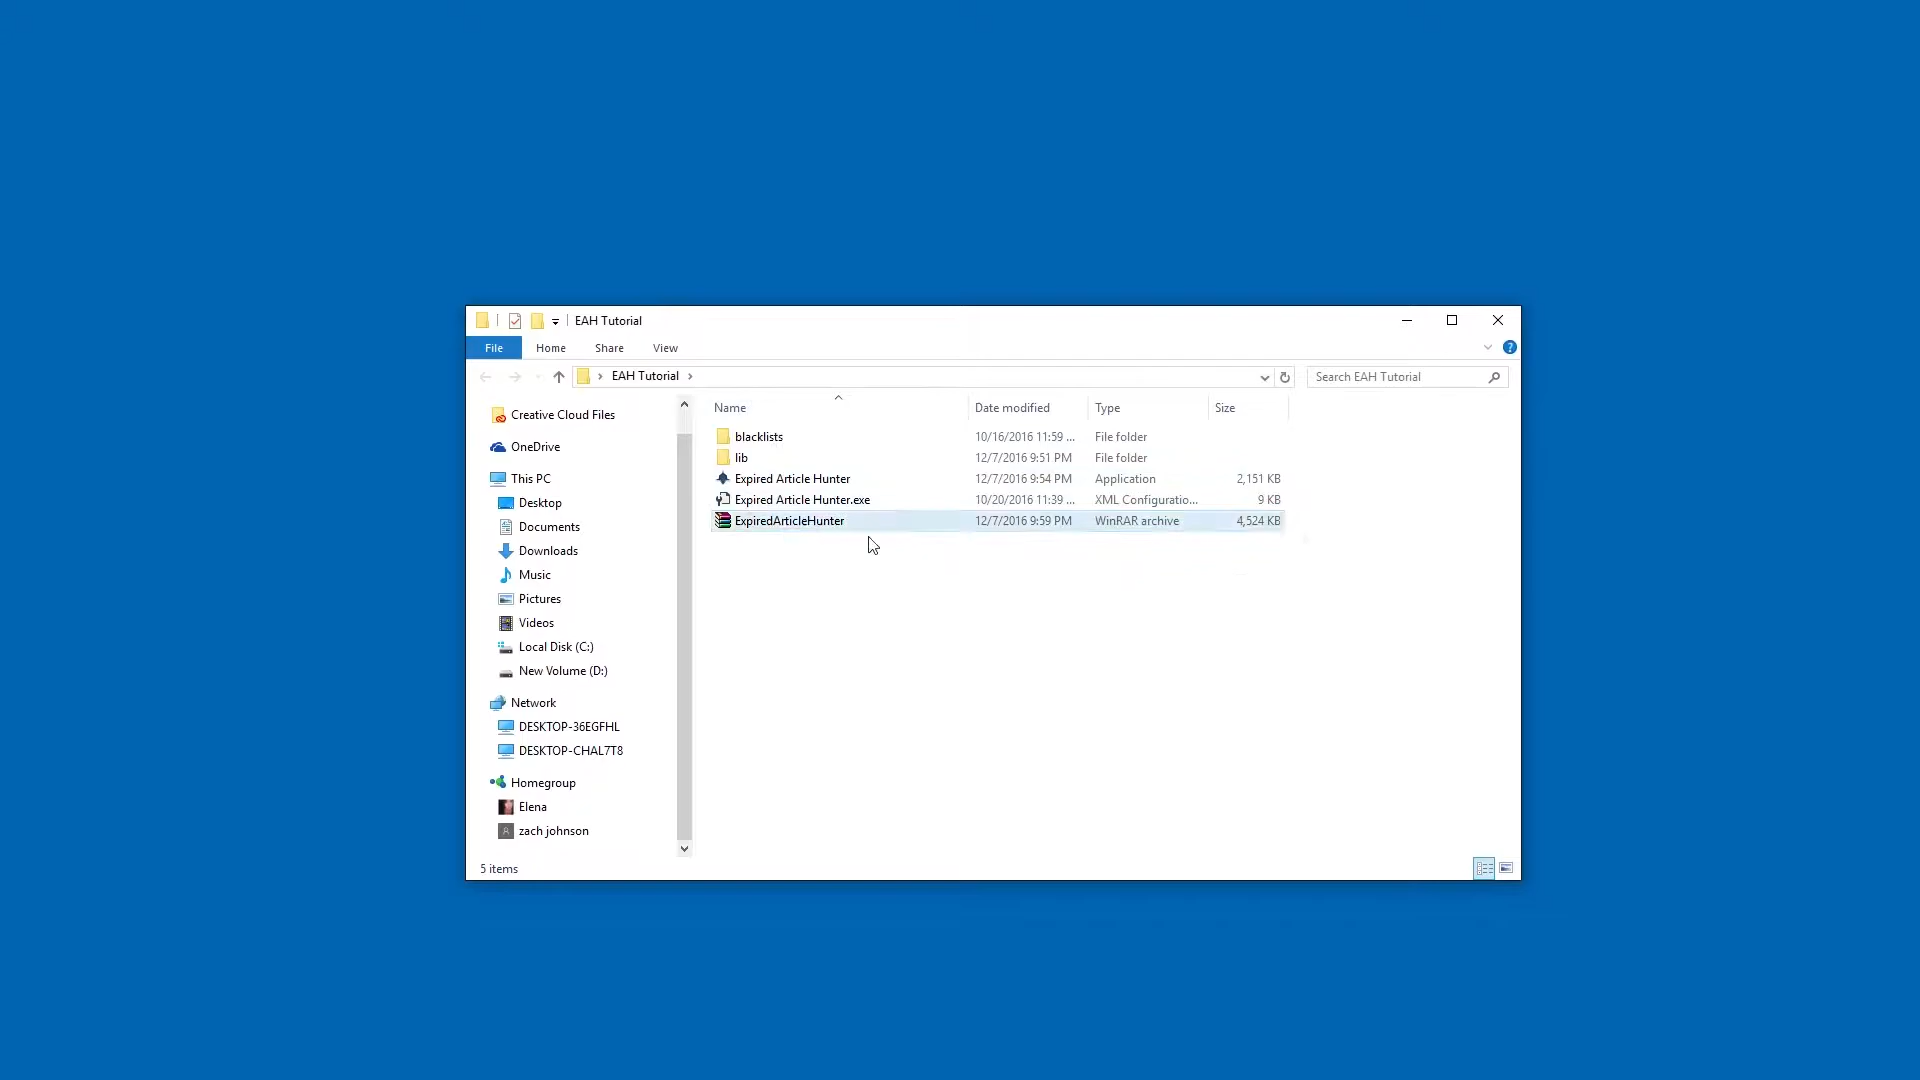 EAH Tutorial
File Home Share View
EAH Tutorial
Search EAH Tutorial
Name Date modified Type Size
blacklists 10/16/2016 11:59 ... File folder
lib 12/7/2016 9:51 PM File folder
Expired Article Hunter 12/7/2016 9:54 PM Application 2,151 KB
Expired Article Hunter.exe 10/20/2016 11:39 ... XML Configuratio... 9 KB
ExpiredArticleHunter 12/7/2016 9:59 PM WinRAR archive 4,524 KB
Creative Cloud Files
OneDrive
This PC
Desktop
Documents
Downloads
Music
Pictures
Videos
Local Disk (C:)
New Volume (D:)
Network
DESKTOP-36EGFHL
DESKTOP-CHAL7T8
Homegroup
Elena
zach johnson
5 items